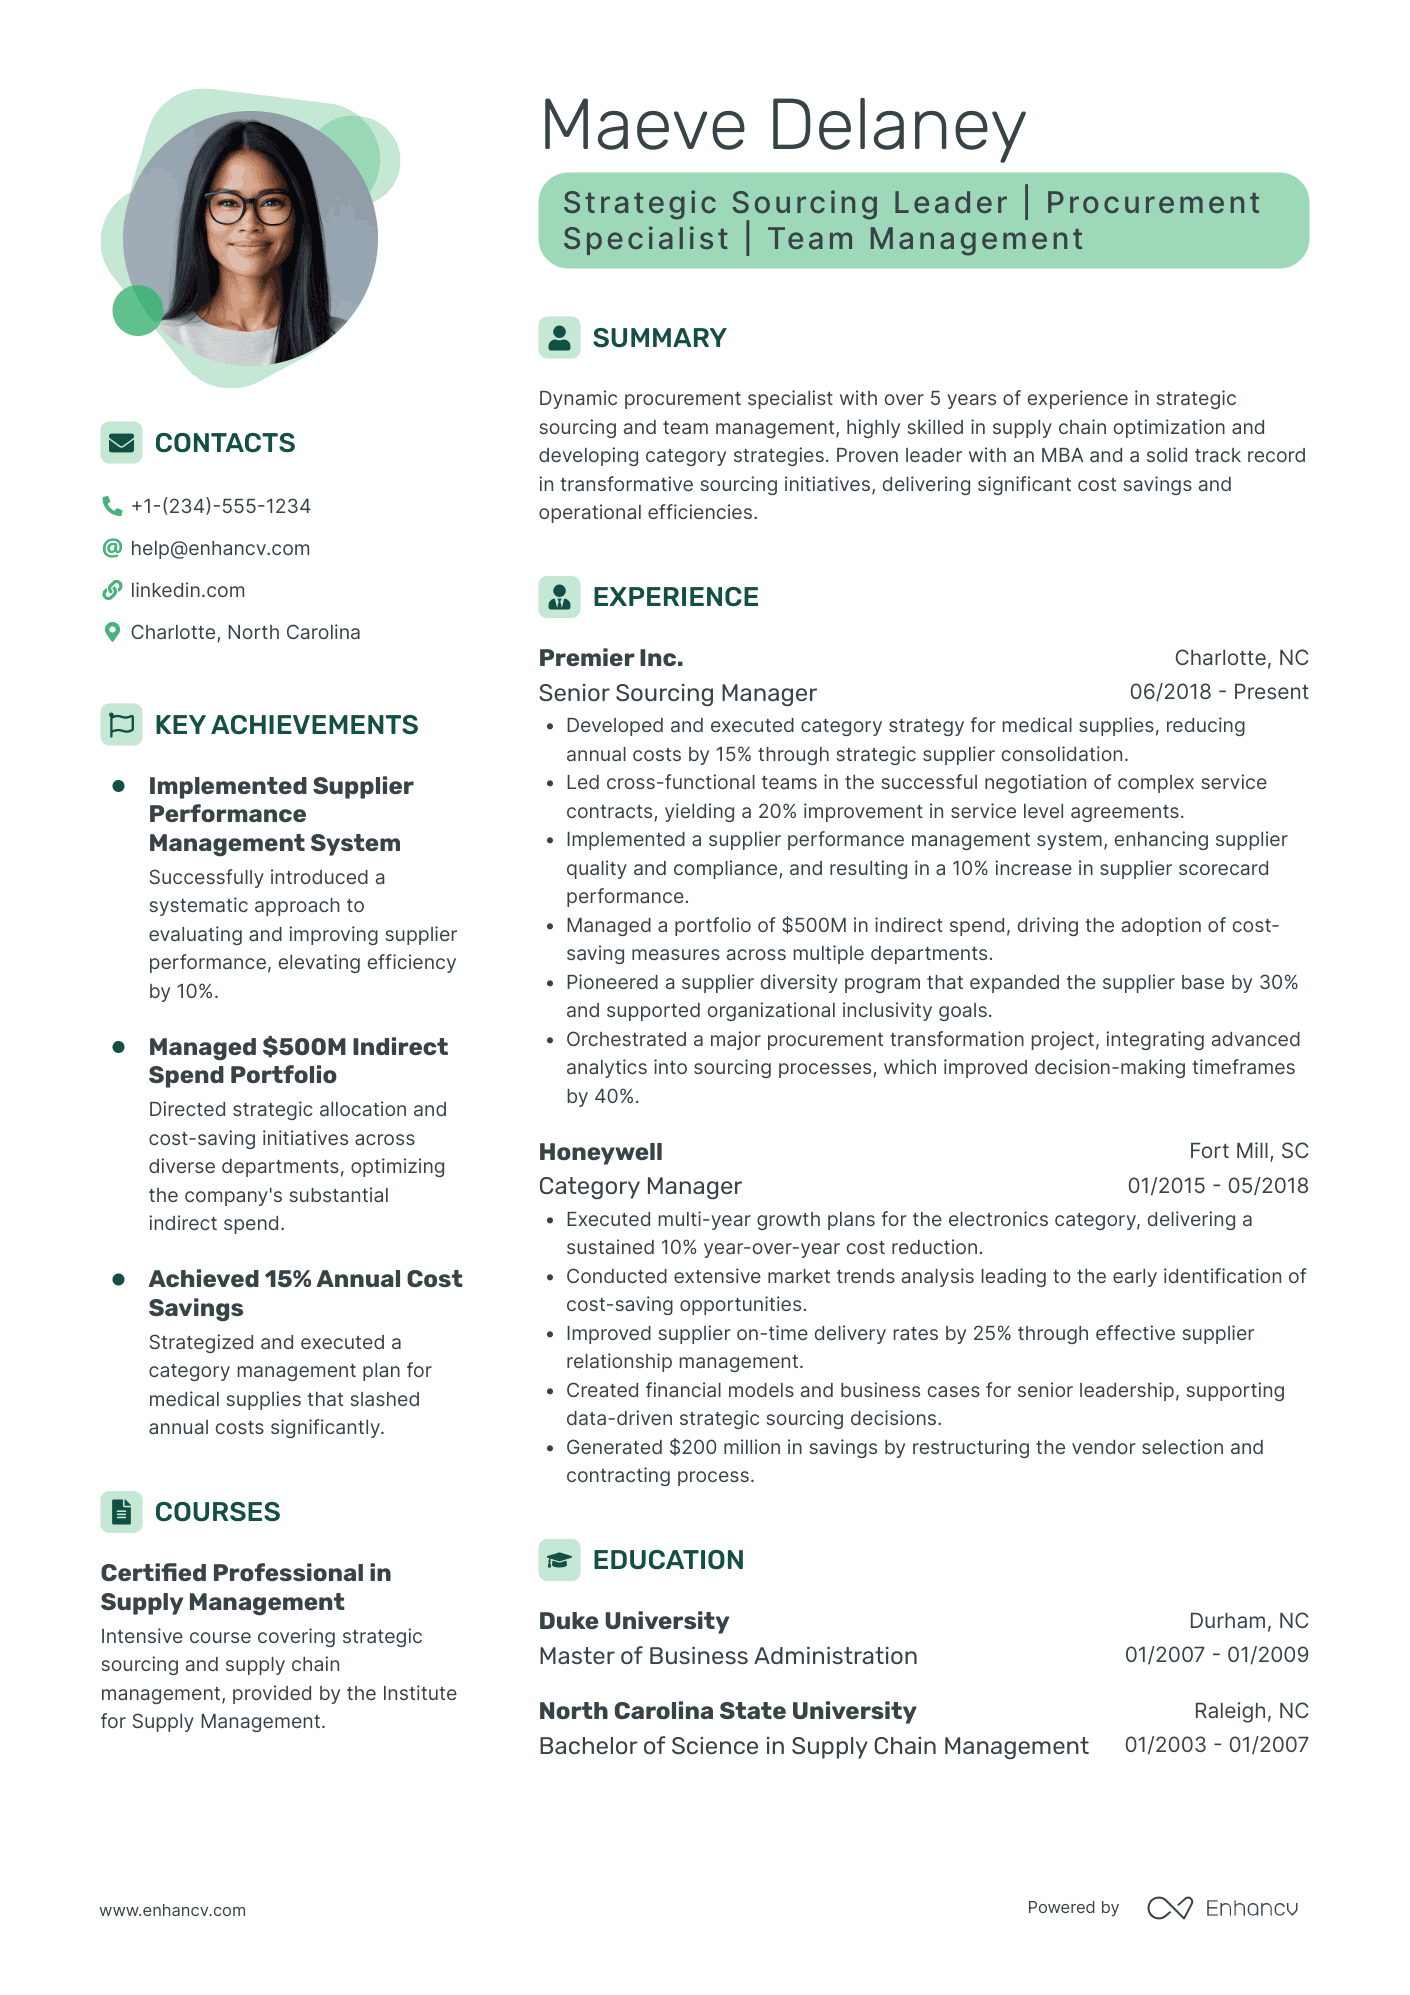 Maeve Delaney
Strategic Sourcing Leader | Procurement
Specialist | Team Management
CONTACTS
+1-(234)-555-1234
help@enhancv.com
linkedin.com
Charlotte, North Carolina
KEY ACHIEVEMENTS
Implemented Supplier
Performance
Management System
Successfully introduced a
systematic approach to
evaluating and improving supplier
performance, elevating efficiency
by 10%.
Managed $500M Indirect
Spend Portfolio
Directed strategic allocation and
cost-saving initiatives across
diverse departments, optimizing
the company's substantial
indirect spend.
Achieved 15% Annual Cost
Savings
Strategized and executed a
category management plan for
medical supplies that slashed
annual costs significantly.
COURSES
Certified Professional in
Supply Management
Intensive course covering strategic
sourcing and supply chain
management, provided by the Institute
for Supply Management.
SUMMARY
Dynamic procurement specialist with over 5 years of experience in strategic
sourcing and team management, highly skilled in supply chain optimization and
developing category strategies. Proven leader with an MBA and a solid track record
in transformative sourcing initiatives, delivering significant cost savings and
operational efficiencies.
EXPERIENCE
Premier Inc. Charlotte, NC
Senior Sourcing Manager 06/2018 - Present
• Developed and executed category strategy for medical supplies, reducing
annual costs by 15% through strategic supplier consolidation.
• Led cross-functional teams in the successful negotiation of complex service
contracts, yielding a 20% improvement in service level agreements.
• Implemented a supplier performance management system, enhancing supplier
quality and compliance, and resulting in a 10% increase in supplier scorecard
performance.
• Managed a portfolio of $500M in indirect spend, driving the adoption of cost-
saving measures across multiple departments.
• Pioneered a supplier diversity program that expanded the supplier base by 30%
and supported organizational inclusivity goals.
• Orchestrated a major procurement transformation project, integrating advanced
analytics into sourcing processes, which improved decision-making timeframes
by 40%.
Honeywell Fort Mill, SC
Category Manager 01/2015 - 05/2018
• Executed multi-year growth plans for the electronics category, delivering a
sustained 10% year-over-year cost reduction.
• Conducted extensive market trends analysis leading to the early identification of
cost-saving opportunities.
• Improved supplier on-time delivery rates by 25% through effective supplier
relationship management.
• Created financial models and business cases for senior leadership, supporting
data-driven strategic sourcing decisions.
• Generated $200 million in savings by restructuring the vendor selection and
contracting process.
EDUCATION
Duke University Durham, NC
Master of Business Administration 01/2007 - 01/2009
North Carolina State University Raleigh, NC
Bachelor of Science in Supply Chain Management 01/2003 - 01/2007
www.enhancv.com
Powered by Enhancv